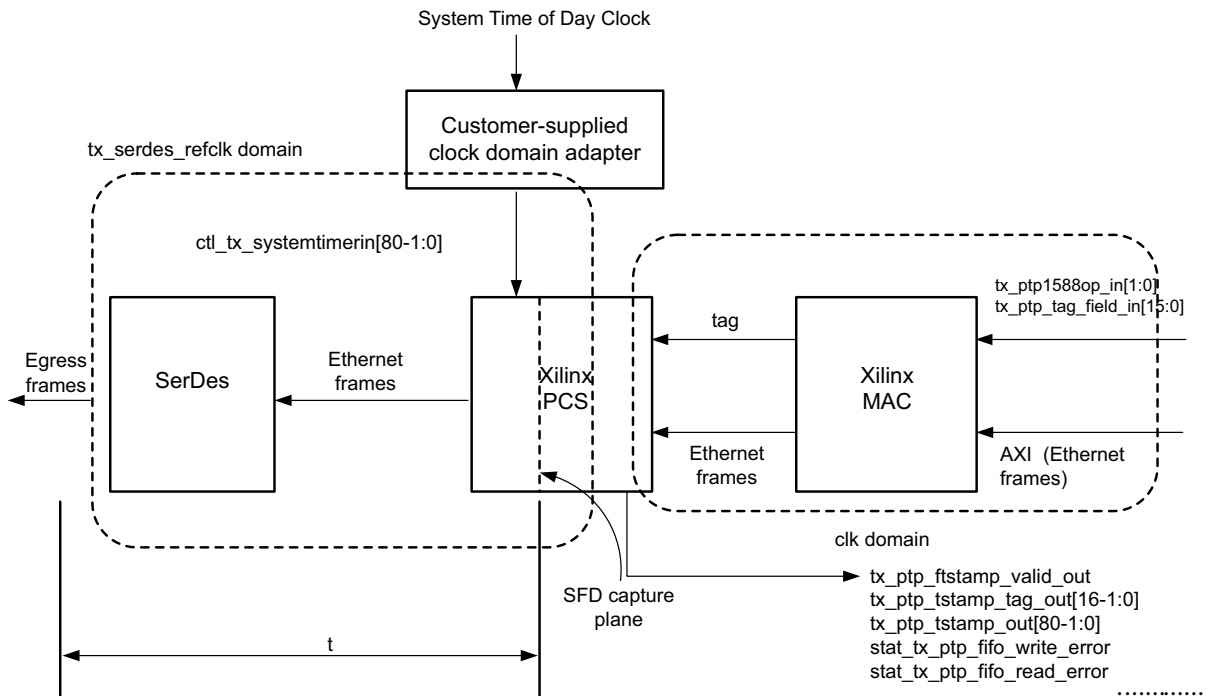 System Time of Day Clock
Customer-supplied
clock domain adapter
tx_serdes_refclk domain
ctl_tx_systemtimerin[80-1:0]
tx_ptp1588op_in[1:0]
tx_ptp_tag_field_in[15:0]
tag
Egress
frames
SerDes
Ethernet
frames
Xilinx
PCS
Xilinx
MAC
Ethernet
frames
AXI (Ethernet
frames)
clk domain
SFD capture
plane
tx_ptp_ftstamp_valid_out
tx_ptp_tstamp_tag_out[16-1:0]
tx_ptp_tstamp_out[80-1:0]
stat_tx_ptp_fifo_write_error
stat_tx_ptp_fifo_read_error
t